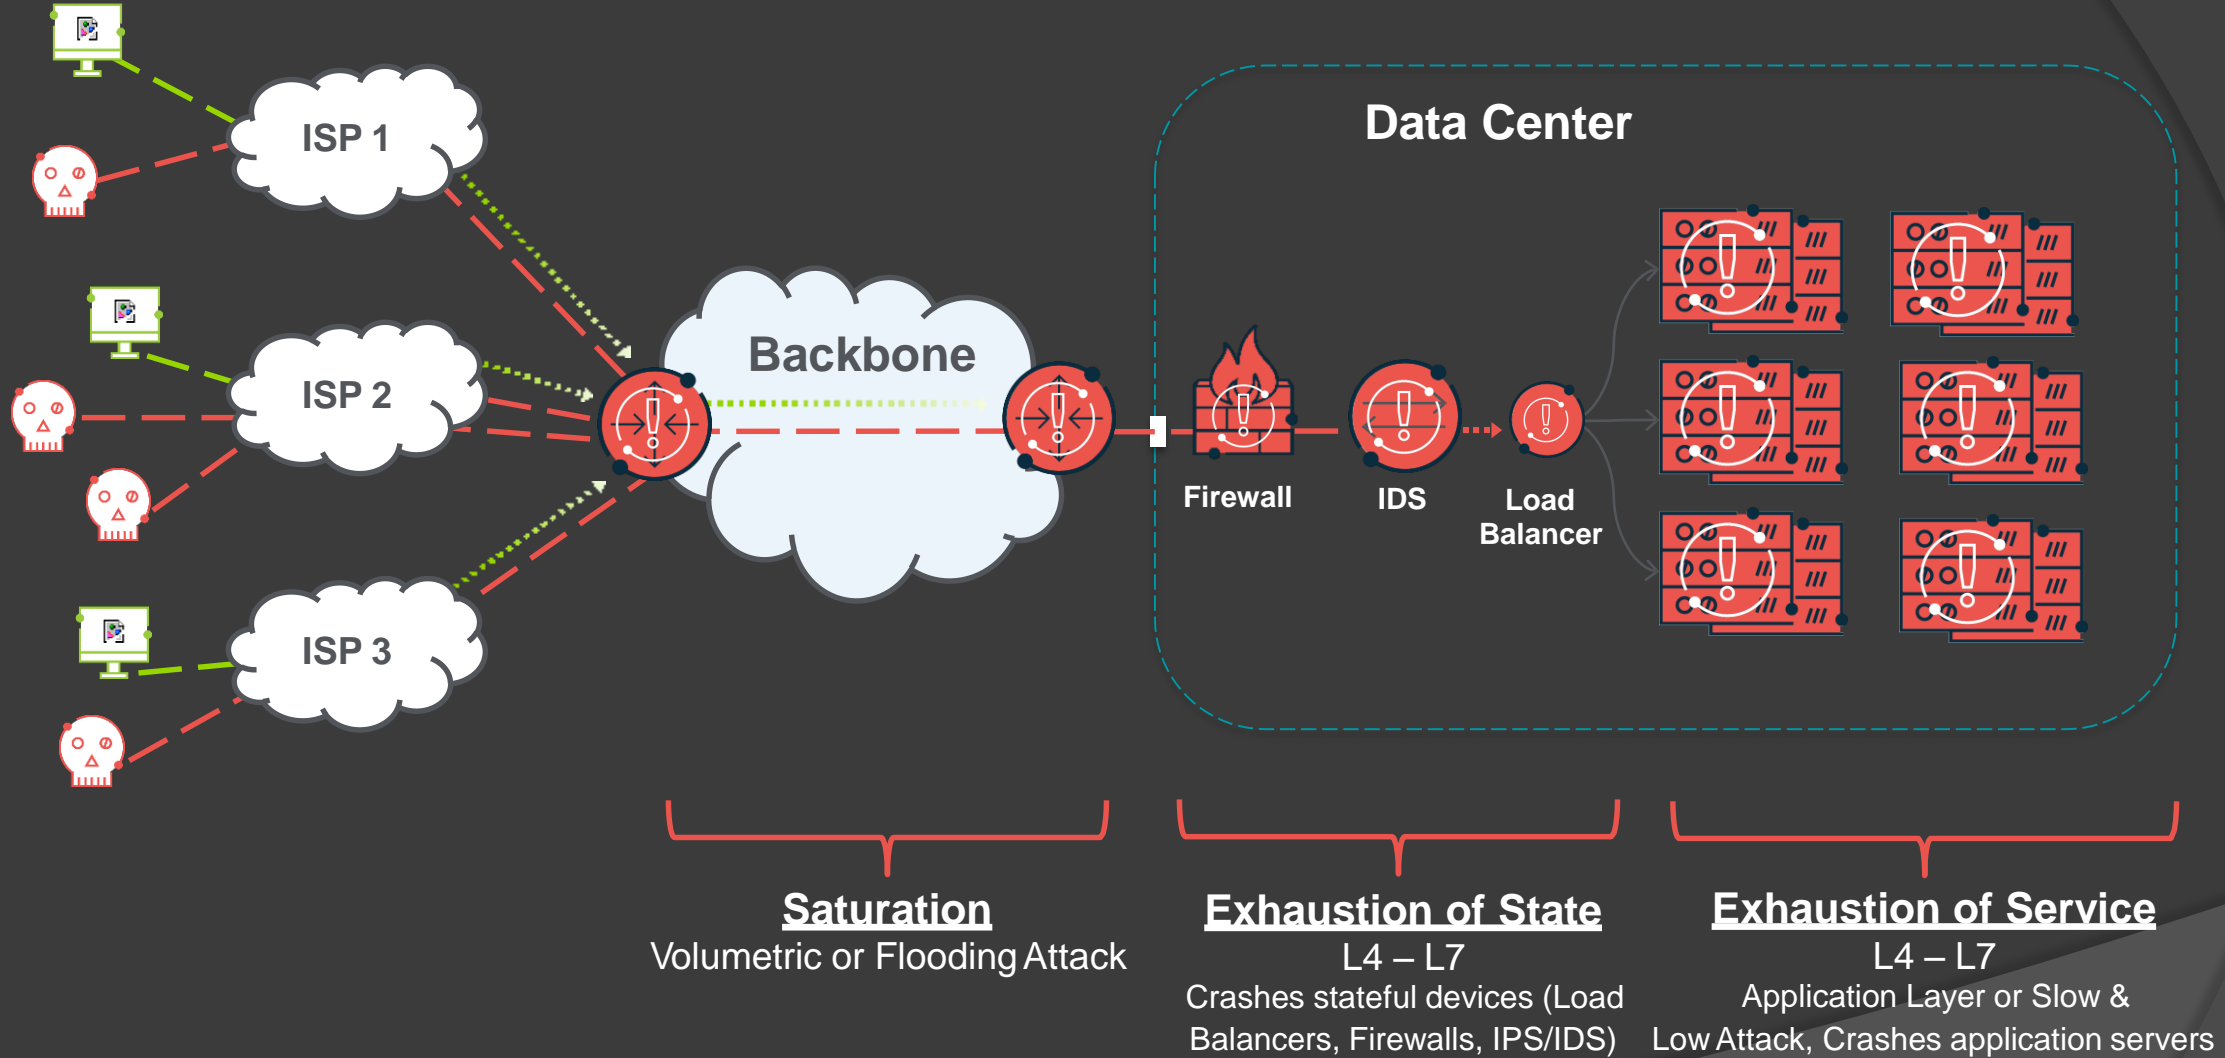 ISP 1
Data Center
Backbone
ISP 2
Firewall
IDS
Load
Balancer
ISP 3
Saturation
Volumetric or Flooding Attack
Exhaustion of State
L4 – L7
Crashes stateful devices (Load
Balancers, Firewalls, IPS/IDS)
Exhaustion of Service
L4 – L7
Application Layer or Slow &
Low Attack, Crashes application servers